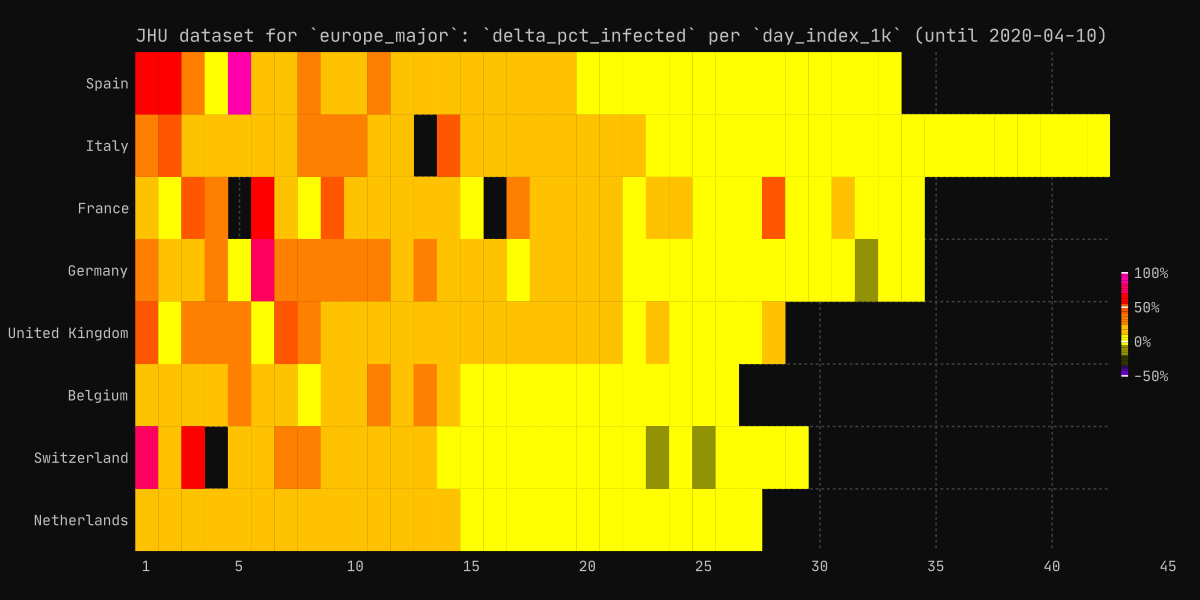 JHU dataset for `europe_major`: `delta_pct_infected` per `day_index_1k` (until 2020-04-10)
Spain
Italy
France
Germany
United Kingdom
Belgium
Switzerland
Netherlands
100%
50%
0%
-50%
1 5 10 15 20 25 30 35 40 45